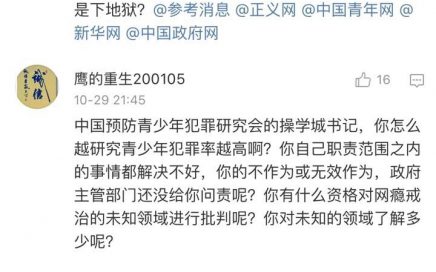 是下地狱？@参考消息 @正义网 @中国青年网@
新华网 @中国政府网
鹰的重生200105
10-29 21:45
16
中国预防青少年犯罪研究会的操学城书记，你怎么
越研究青少年犯罪率越高啊？你自己职责范围之内
的事情都解决不好，你的不作为或无效作为，政府
主管部门还没给你问责呢？你有什么资格对网瘾戒
治的未知领域进行批判呢？你对未知的领域了解多
少呢？